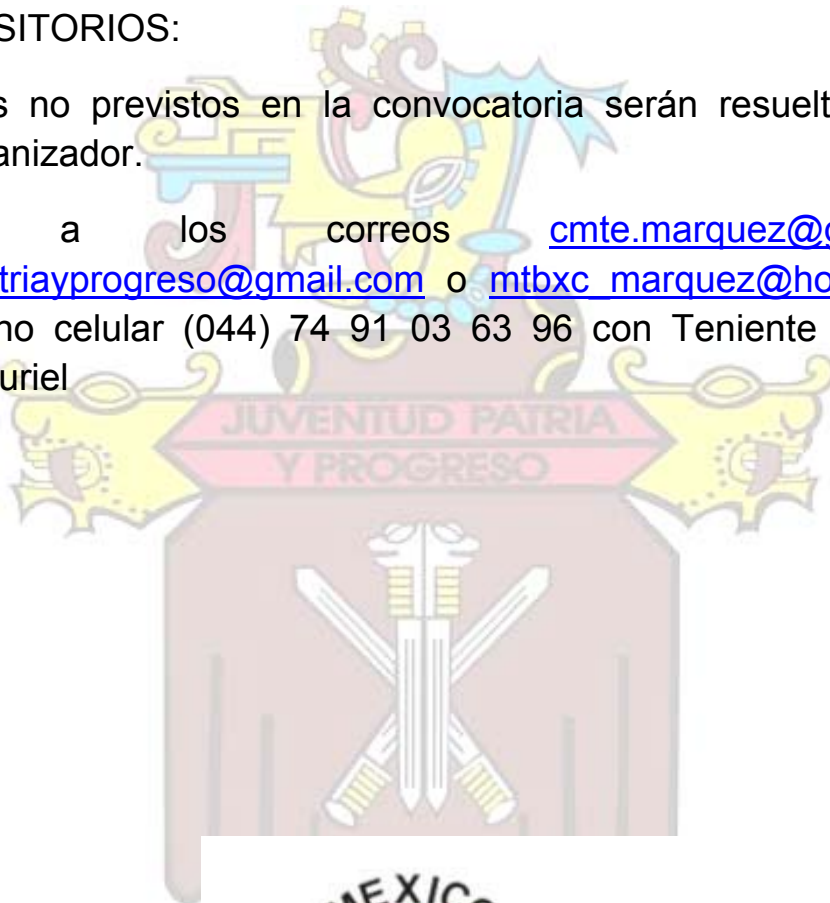 SITORIOS:
s no previstos en la convocatoria serán resuelt
anizador.
a los correos cmte.marquez@g
triayprogreso@gmail.com o mtbxc_marquez@ho
no celular (044) 74 91 03 63 96 con Teniente
uriel
JUVENTUD PATRIA
Y PROGRESO
MEXICO